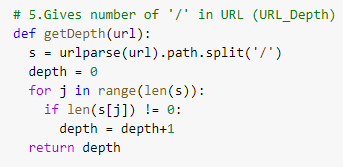 # 5.Gives number of '/' in URL (URL_Depth)
def getDepth(url):
  s = urlparse(url).path.split('/')
  depth = 0
  for j in range(len(s)):
    if len(s[j]) != 0:
      depth = depth+1
  return depth